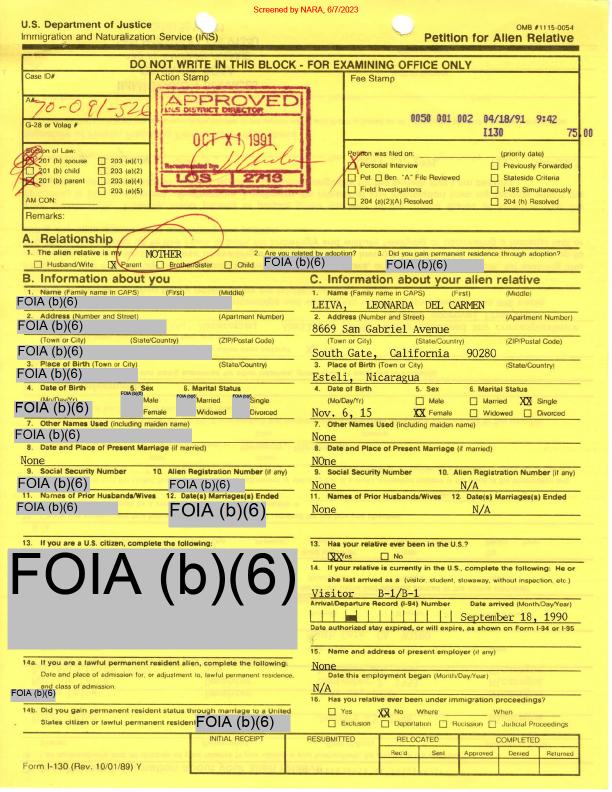 Screened by NARA, 6/7/2023
U.S. Department of Justice
Immigration and Naturalization Service (INS)
OMB #1115-0054
Petition for Alien Relative
DO NOT WRITE IN THIS BLOCK - FOR EXAMINING OFFICE ONLY
Case ID#
Action Stamp
Fee Stamp
A#
70-091-526
G-28 or Volag #
APPROVED
U.S. DISTRICT DIRECTOR
OCT X1 1991
LOS 2713
0050 001 002 04/18/91 9:42
I130 75.00
Section of Law:
201 (b) spouse 203 (a)(1)
201 (b) child 203 (a)(2)
201 (b) parent 203 (a)(4)
203 (a)(5)
AM CON:
Petition was filed on: (priority date)
Personal Interview Previously Forwarded
Pet. Ben. "A" File Reviewed Stateside Criteria
Field Investigations I-485 Simultaneously
204 (a)(2)(A) Resolved 204 (h) Resolved
Remarks:
A. Relationship
1. The alien relative is my MOTHER
Husband/Wife X Parent Brother/Sister Child
2. Are you related by adoption?
FOIA (b)(6)
3. Did you gain permanent residence through adoption?
FOIA (b)(6)
B. Information about you
1. Name (Family name in CAPS) (First) (Middle)
FOIA (b)(6)
2. Address (Number and Street) (Apartment Number)
FOIA (b)(6)
(Town or City) (State/Country) (ZIP/Postal Code)
FOIA (b)(6)
3. Place of Birth (Town or City) (State/Country)
FOIA (b)(6)
4. Date of Birth 5. Sex 6. Marital Status
(Mo/Day/Yr) FOIA (b)(6) Male FOIA (b)(6) Married FOIA (b)(6) Single
FOIA (b)(6) Female Widowed Divorced
7. Other Names Used (including maiden name)
FOIA (b)(6)
8. Date and Place of Present Marriage (if married)
None
9. Social Security Number 10. Alien Registration Number (if any)
FOIA (b)(6) FOIA (b)(6)
11. Names of Prior Husbands/Wives 12. Date(s) Marriages(s) Ended
FOIA (b)(6) FOIA (b)(6)
13. If you are a U.S. citizen, complete the following:
FOIA (b)(6)
14a. If you are a lawful permanent resident alien, complete the following:
Date and place of admission for, or adjustment to, lawful permanent residence,
and class of admission.
FOIA (b)(6)
14b. Did you gain permanent resident status through marriage to a United
States citizen or lawful permanent resident FOIA (b)(6)
C. Information about your alien relative
1. Name (Family name in CAPS) (First) (Middle)
LEIVA, LEONARDA DEL CARMEN
2. Address (Number and Street) (Apartment Number)
8669 San Gabriel Avenue
(Town or City) (State/Country) (ZIP/Postal Code)
South Gate, California 90280
3. Place of Birth (Town or City) (State/Country)
Esteli, Nicaragua
4. Date of Birth 5. Sex 6. Marital Status
(Mo/Day/Yr) Male Married XX Single
Nov. 6, 15 XX Female Widowed Divorced
7. Other Names Used (including maiden name)
None
8. Date and Place of Present Marriage (if married)
NOne
9. Social Security Number 10. Alien Registration Number (if any)
None N/A
11. Names of Prior Husbands/Wives 12. Date(s) Marriages(s) Ended
None N/A
13. Has your relative ever been in the U.S.?
XX Yes No
14. If your relative is currently in the U.S., complete the following: He or
she last arrived as a (visitor, student, stowaway, without inspection, etc.)
Visitor B-1/B-1
Arrival/Departure Record (I-94) Number Date arrived (Month/Day/Year)
September 18, 1990
Date authorized stay expired, or will expire, as shown on Form I-94 or I-95
15. Name and address of present employer (if any)
None
Date this employment began (Month/Day/Year)
N/A
16. Has your relative ever been under immigration proceedings?
Yes XX No Where When
Exclusion Deportation Recission Judicial Proceedings
INITIAL RECEIPT RESUBMITTED RELOCATED COMPLETED
Rec'd Sent Approved Denied Returned
Form I-130 (Rev. 10/01/89) Y